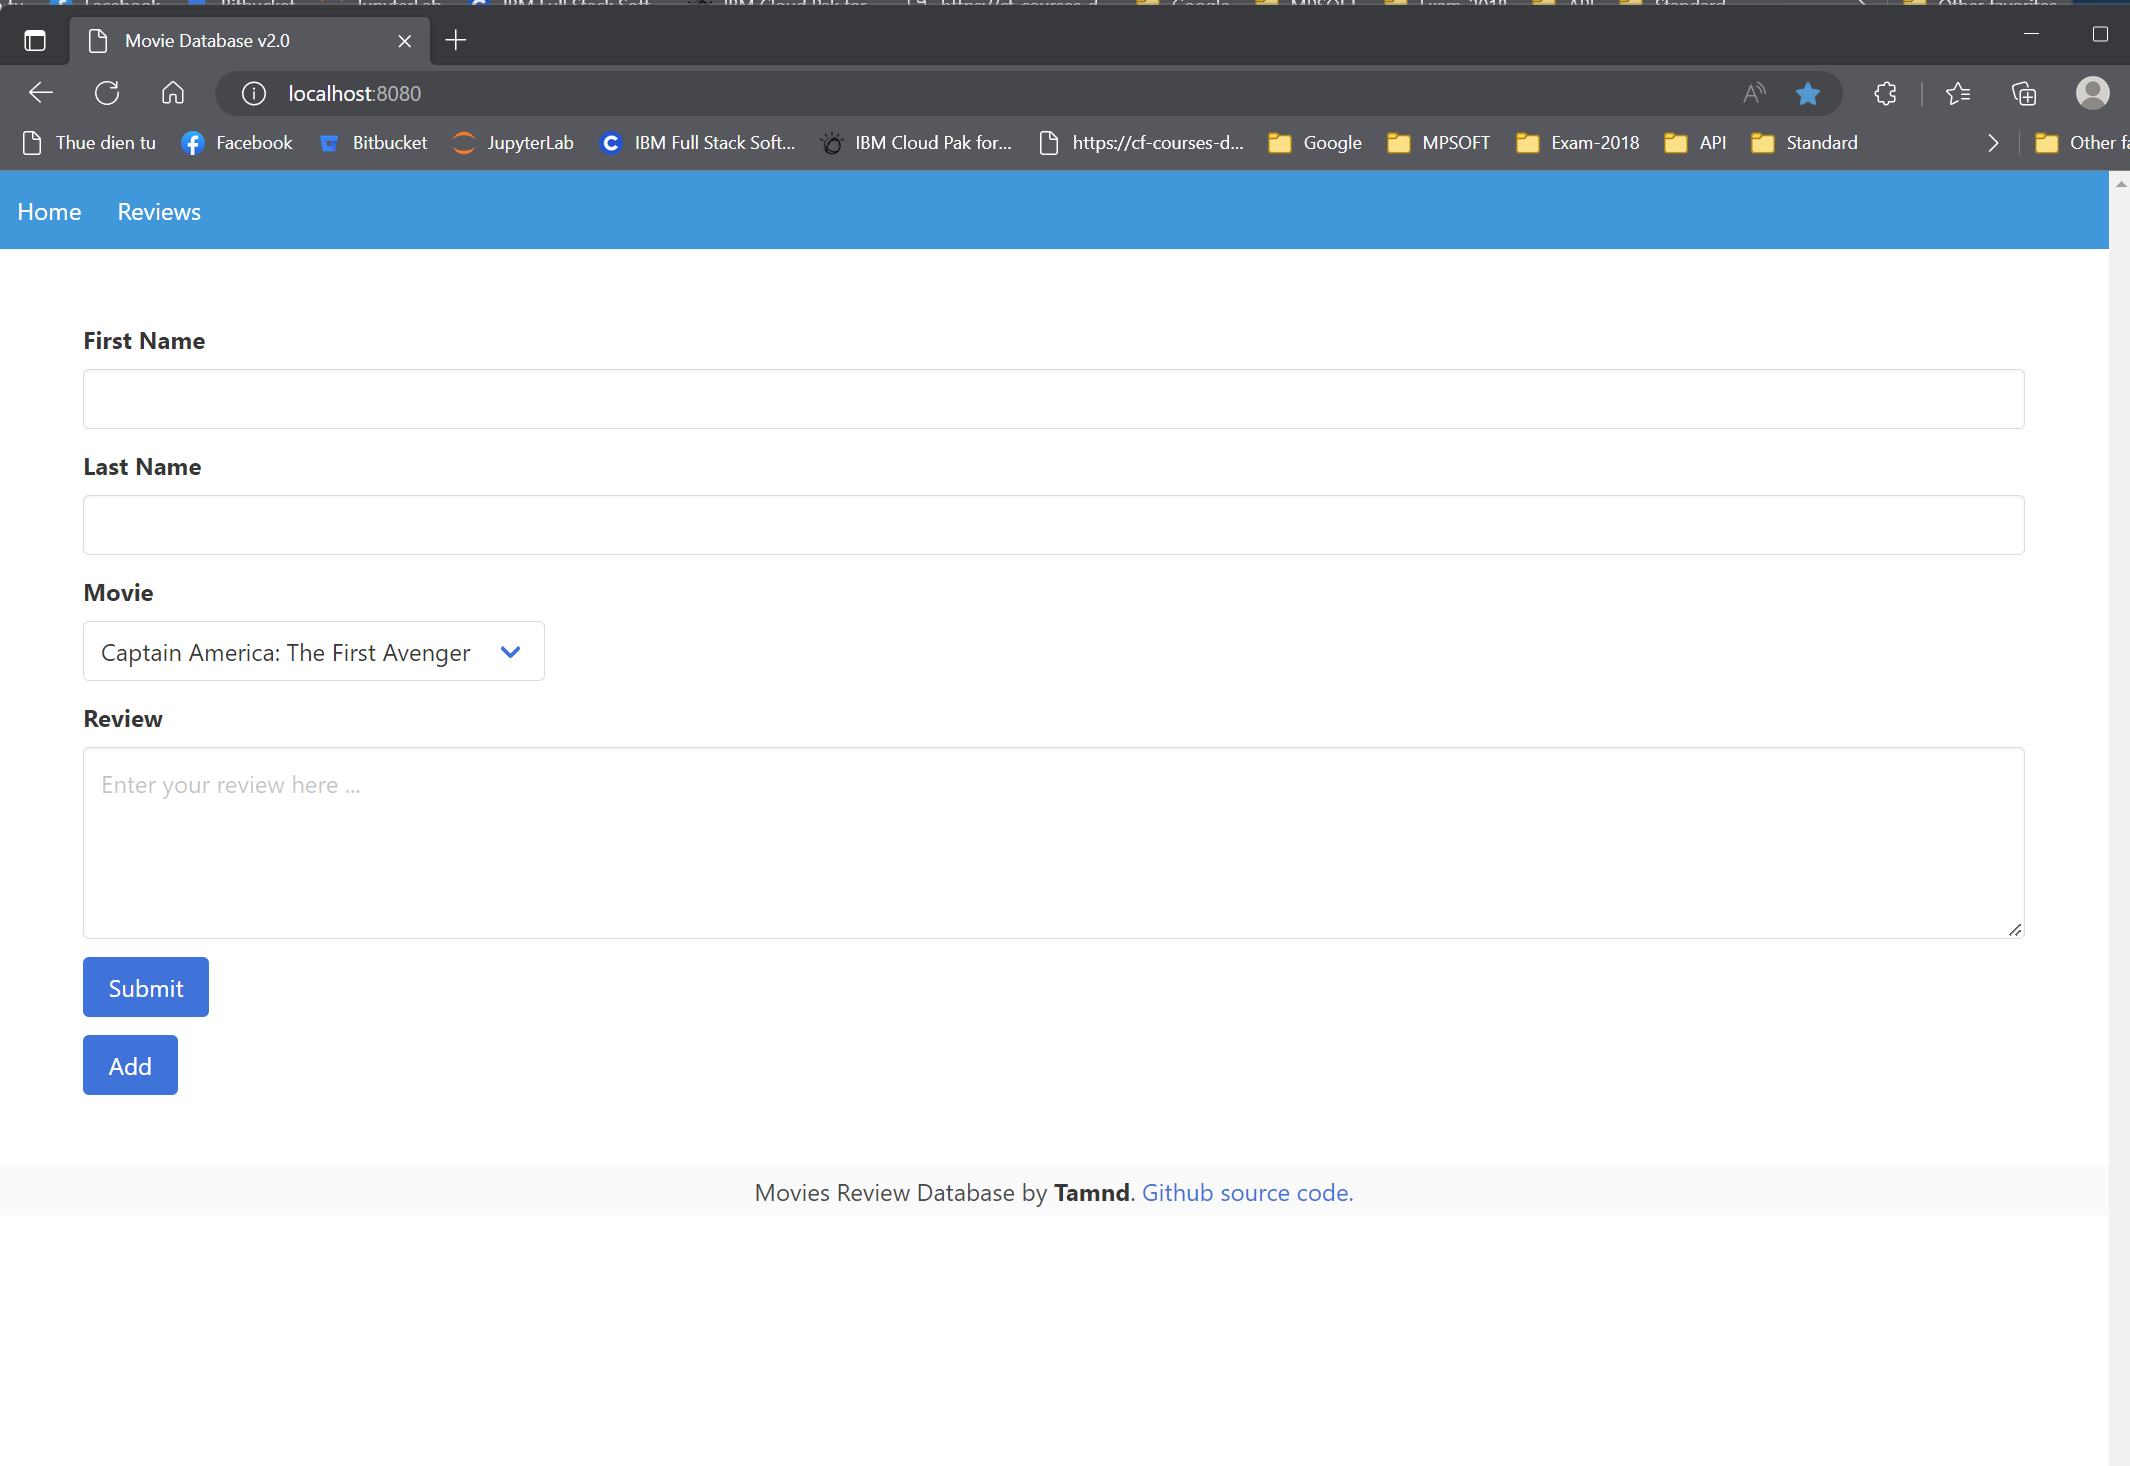 Movie Database v2.0
localhost:8080
Thue dien tu Facebook Bitbucket JupyterLab IBM Full Stack Soft... IBM Cloud Pak for... https://cf-courses-d... Google MPSOFT Exam-2018 API Standard Other fa
Home Reviews
First Name
Last Name
Movie
Captain America: The First Avenger
Review
Enter your review here ...
Submit
Add
Movies Review Database by Tamnd. Github source code.